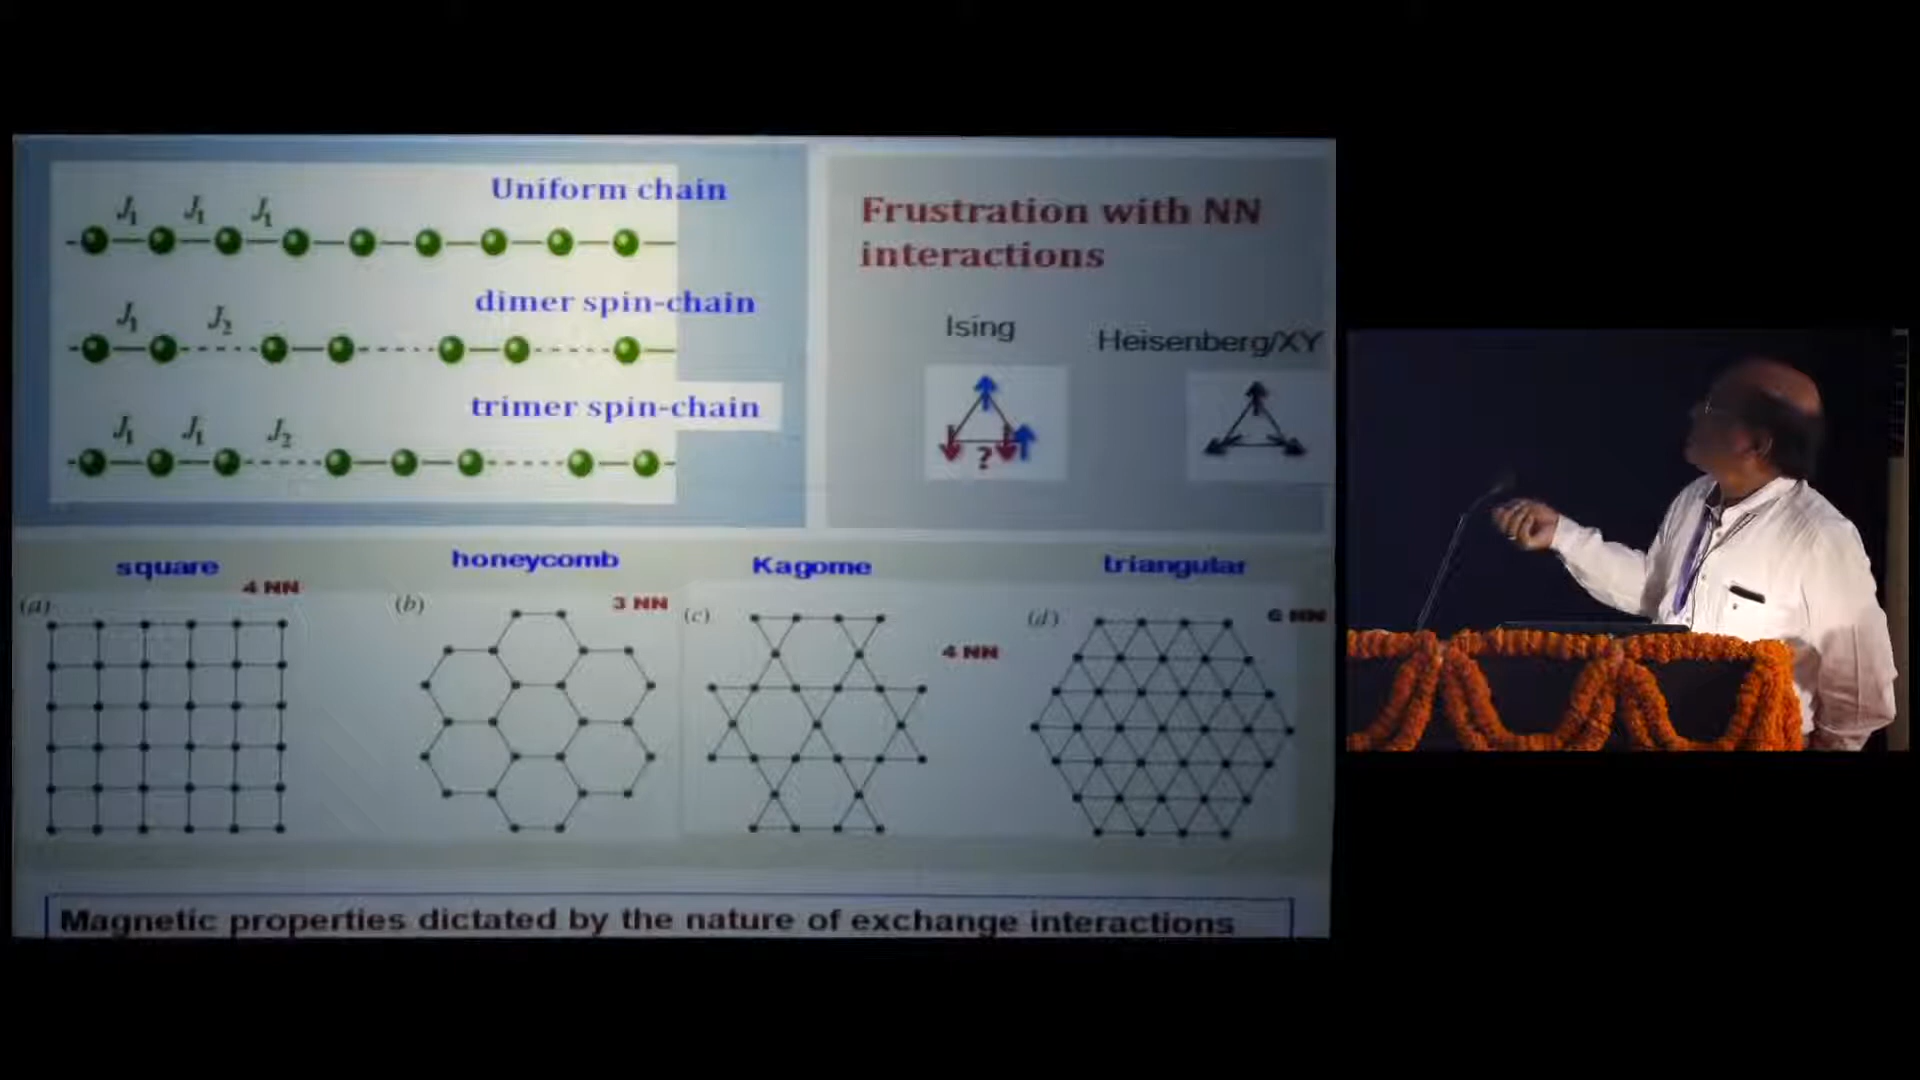 Uniform chain
J1 J1 J1
dimer spin-chain
J1 J2
trimer spin-chain
J1 J1 J2
Frustration with NN
interactions
Ising
Heisenberg/XY
?
square
4 NN
(a)
honeycomb
(b)
3 NN
Kagome
(c)
4 NN
triangular
(d)
6 NN
Magnetic properties dictated by the nature of exchange interactions